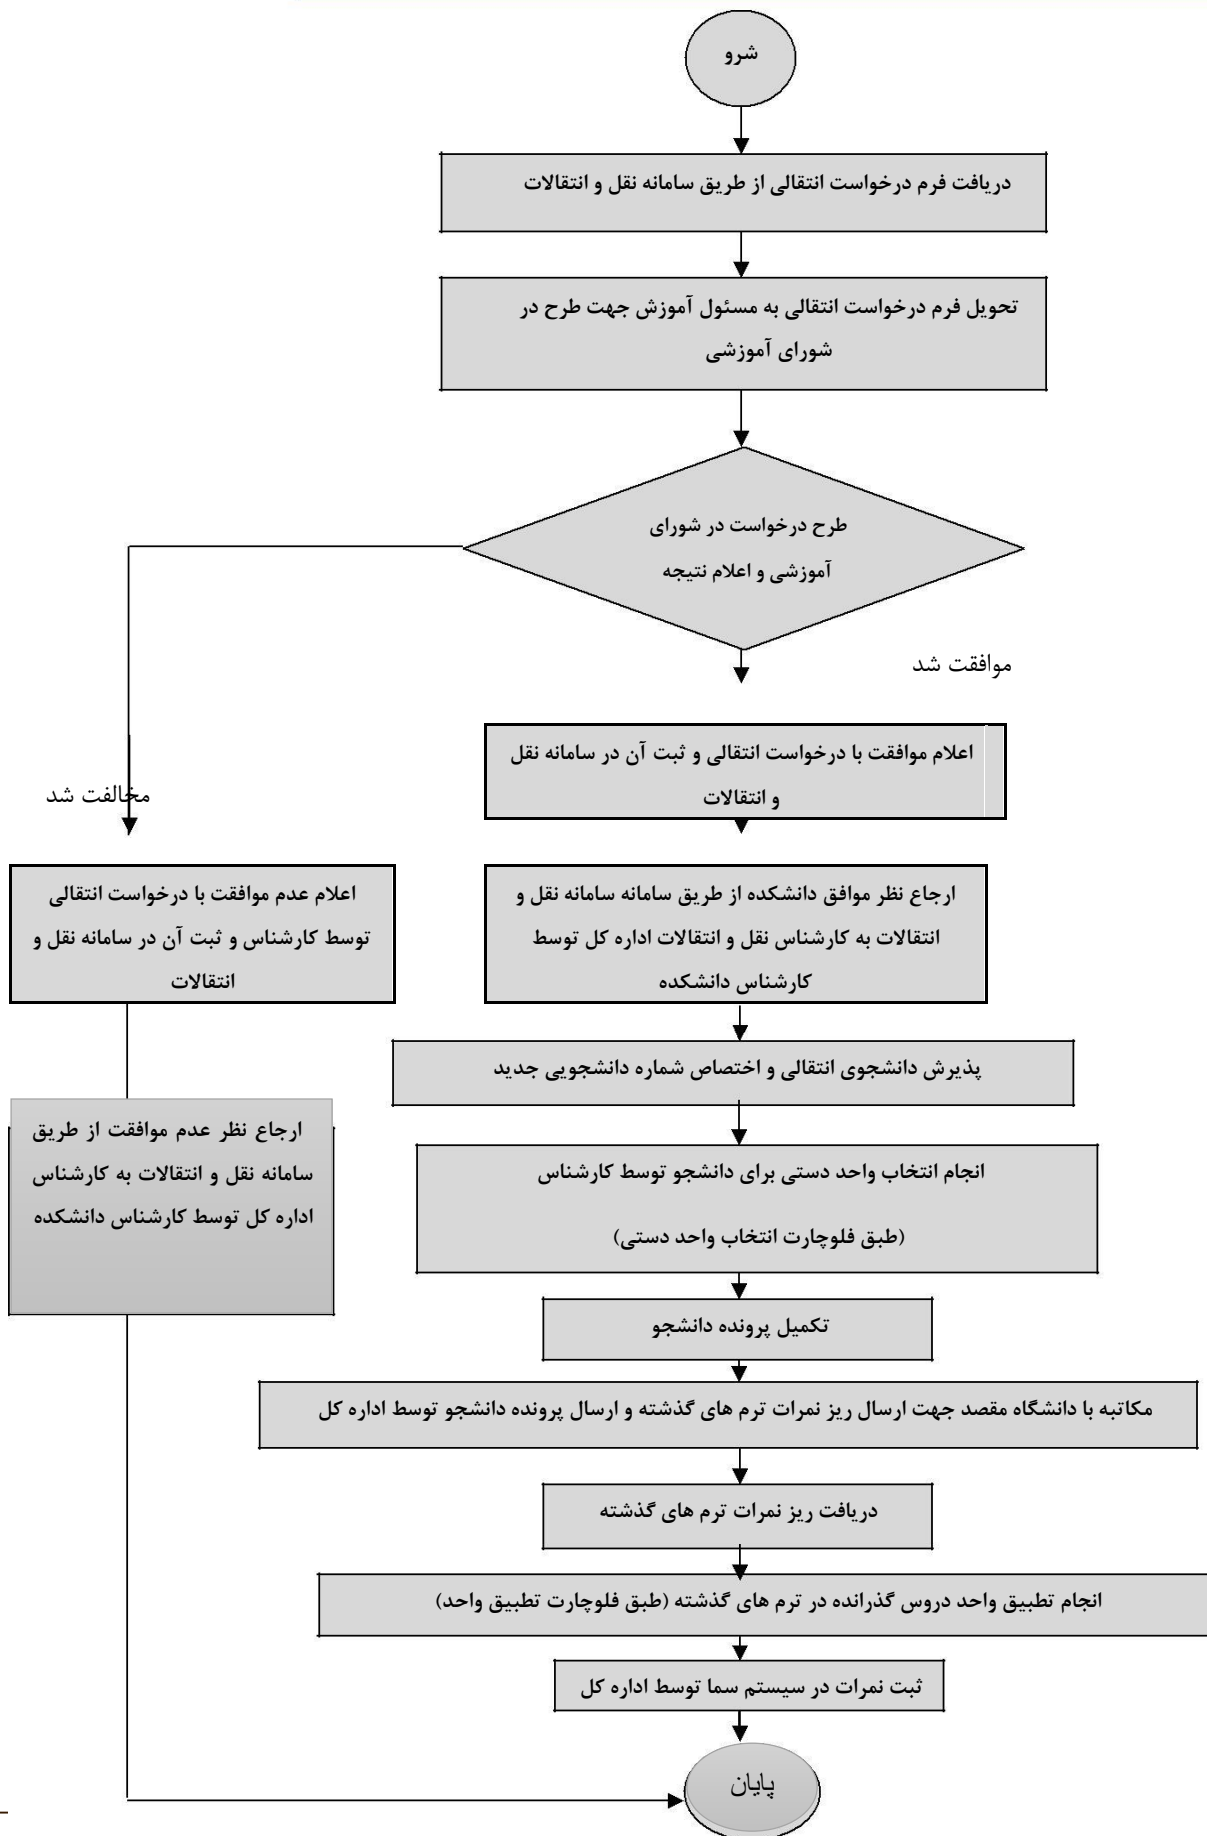 شرو
دریافت فرم درخواست انتقالی از طریق سامانه نقل و انتقالات
تحویل فرم درخواست انتقالی به مسئول آموزش جهت طرح در
شورای آموزشی
طرح درخواست در شورای
آموزشی و اعلام نتیجه
موافقت شد
اعلام موافقت با درخواست انتقالی و ثبت آن در سامانه نقل
و انتقالات
مخالفت شد
ارجاع نظر موافق دانشکده از طریق سامانه سامانه نقل و
انتقالات به کارشناس نقل و انتقالات اداره کل توسط
کارشناس دانشکده
اعلام عدم موافقت با درخواست انتقالی
توسط کارشناس و ثبت آن در سامانه نقل و
انتقالات
پذیرش دانشجوی انتقالی و اختصاص شماره دانشجویی جدید
ارجاع نظر عدم موافقت از طریق
سامانه نقل و انتقالات به کارشناس
اداره کل توسط کارشناس دانشکده
انجام انتخاب واحد دستی برای دانشجو توسط کارشناس
(طبق فلوچارت انتخاب واحد دستی)
تکمیل پرونده دانشجو
مکاتبه با دانشگاه مقصد جهت ارسال ریز نمرات ترم های گذشته و ارسال پرونده دانشجو توسط اداره کل
دریافت ریز نمرات ترم های گذشته
انجام تطبیق واحد دروس گذرانده در ترم های گذشته (طبق فلوچارت تطبیق واحد)
ثبت نمرات در سیستم سما توسط اداره کل
پایان